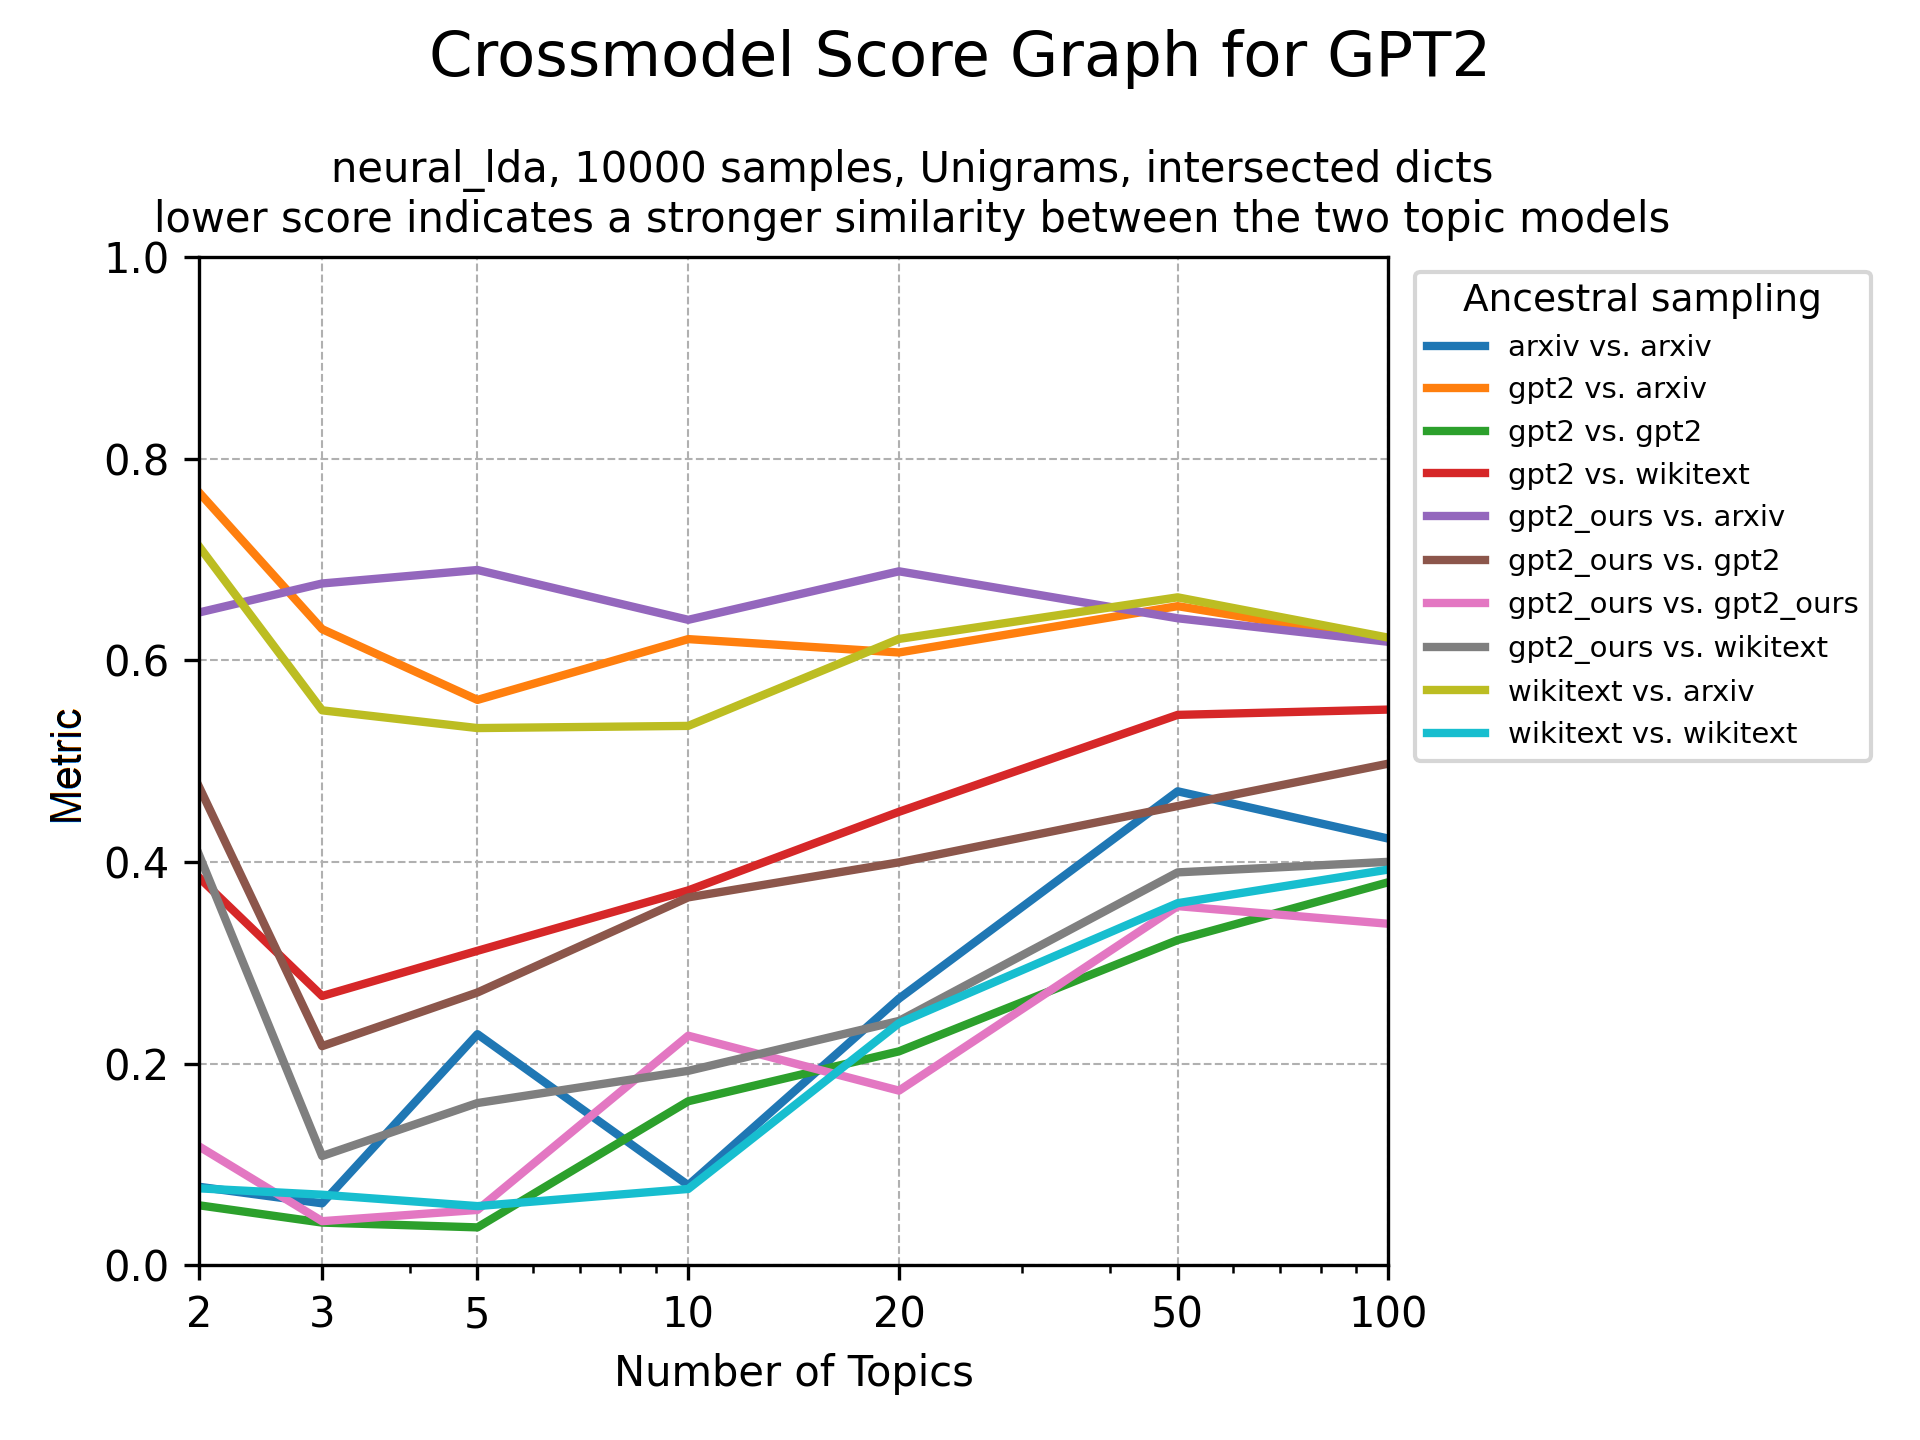 Crossmodel Score Graph for GPT2
neural_lda, 10000 samples, Unigrams, intersected dicts
lower score indicates a stronger similarity between the two topic models
1.0
0.8
0.6
0.4
0.2
0.0
Metric
2 3 5 10 20 50 100
Number of Topics
Ancestral sampling
arxiv vs. arxiv
gpt2 vs. arxiv
gpt2 vs. gpt2
gpt2 vs. wikitext
gpt2_ours vs. arxiv
gpt2_ours vs. gpt2
gpt2_ours vs. gpt2_ours
gpt2_ours vs. wikitext
wikitext vs. arxiv
wikitext vs. wikitext